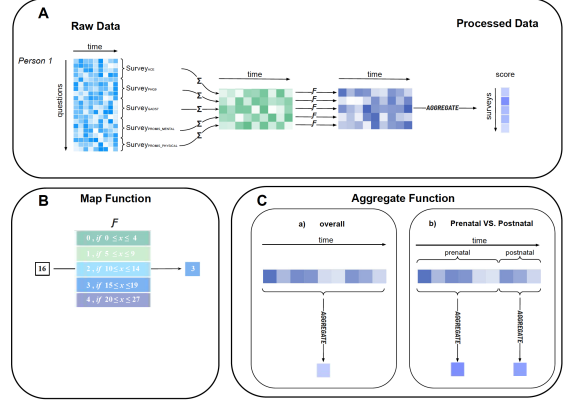 A
Raw Data
Processed Data
time
Person 1
questions
Survey
Survey
Survey
Survey PROMIS_MENTAL
Survey PROMIS_PHYSICAL
Σ
Σ
Σ
Σ
Σ
time
F
F
F
F
F
time
AGGREGATE
score
surveys
B
Map Function
F
0 , if 0 ≤ x ≤ 4
1 , if 5 ≤ x ≤ 9
2 , if 10 ≤ x ≤ 14
3 , if 15 ≤ x ≤19
4 , if 20 ≤ x ≤ 27
16
3
C
Aggregate Function
a) overall
time
AGGREGATE
b) Prenatal VS. Postnatal
time
prenatal
postnatal
AGGREGATE
AGGREGATE